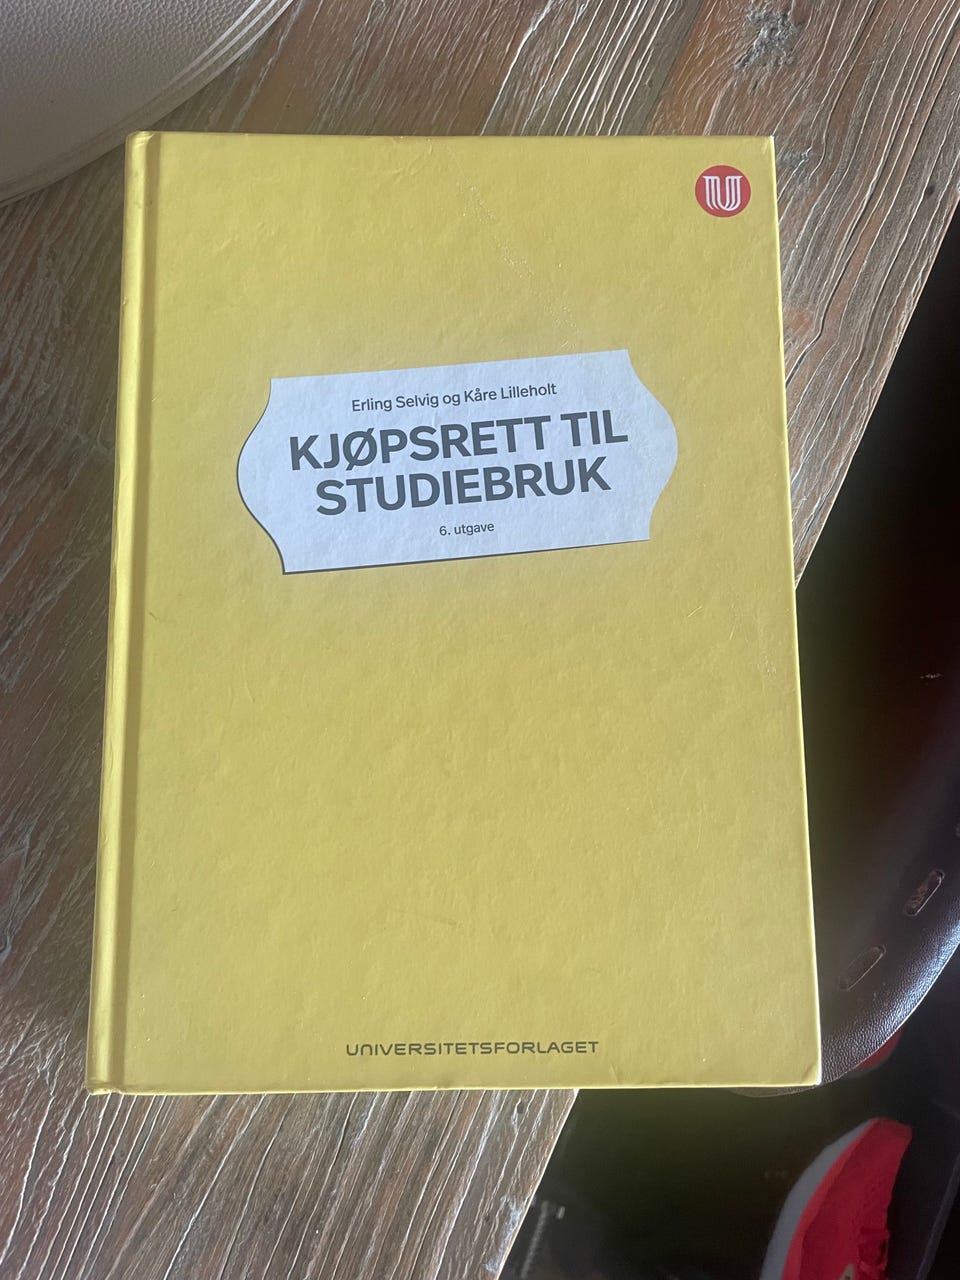 U
Erling Selvig og Kåre Lilleholt
KJØPSRETT TIL
STUDIEBRUK
6. utgave
UNIVERSITETSFORLAGET